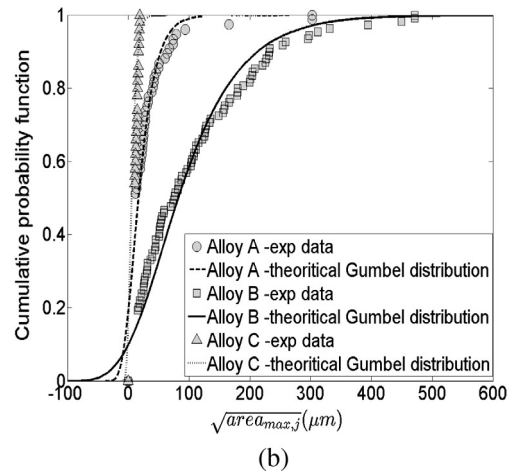 Cumulative probability function
1
0.8
0.6
0.4
0.2
0
Alloy A -exp data
Alloy A -theoritical Gumbel distribution
Alloy B -exp data
Alloy B -theoritical Gumbel distribution
Alloy C -exp data
Alloy C -theoritical Gumbel distribution
-100 0 100 200 300 400 500 600
√area_{max,j}(μm)
(b)